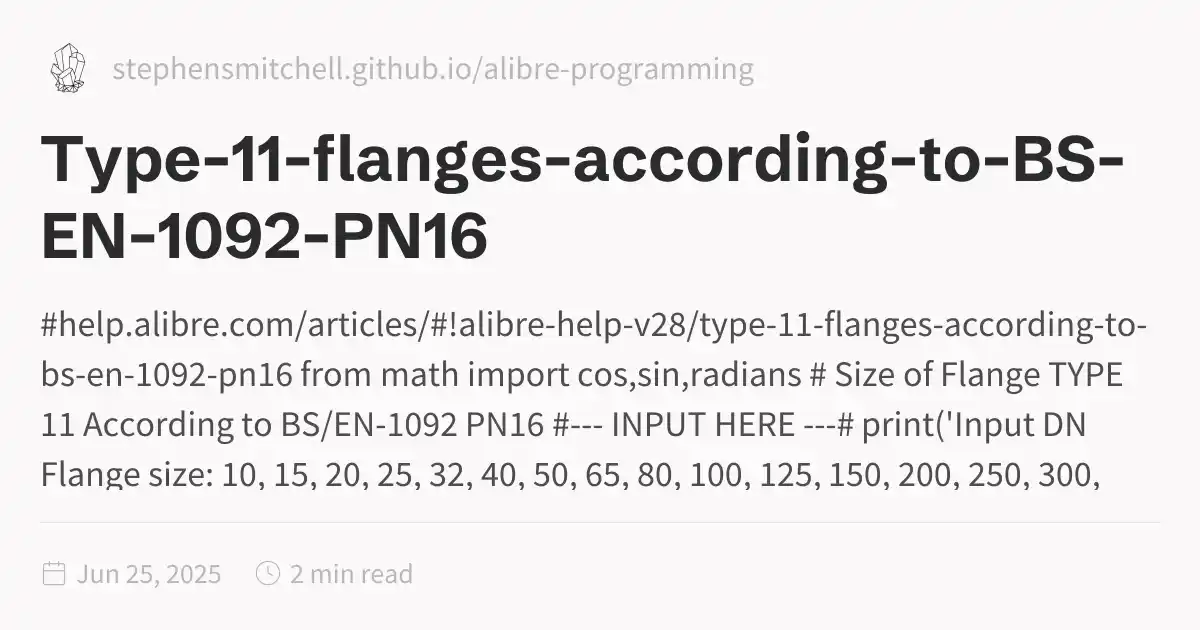 stephensmitchell.github.io/alibre-programming
Type-11-flanges-according-to-BS-
EN-1092-PN16
#help.alibre.com/articles/#!alibre-help-v28/type-11-flanges-according-to-
bs-en-1092-pn16 from math import cos,sin,radians # Size of Flange TYPE
11 According to BS/EN-1092 PN16 #--- INPUT HERE ---# print('Input DN
Flange size: 10, 15, 20, 25, 32, 40, 50, 65, 80, 100, 125, 150, 200, 250, 300,
Jun 25, 2025
2 min read